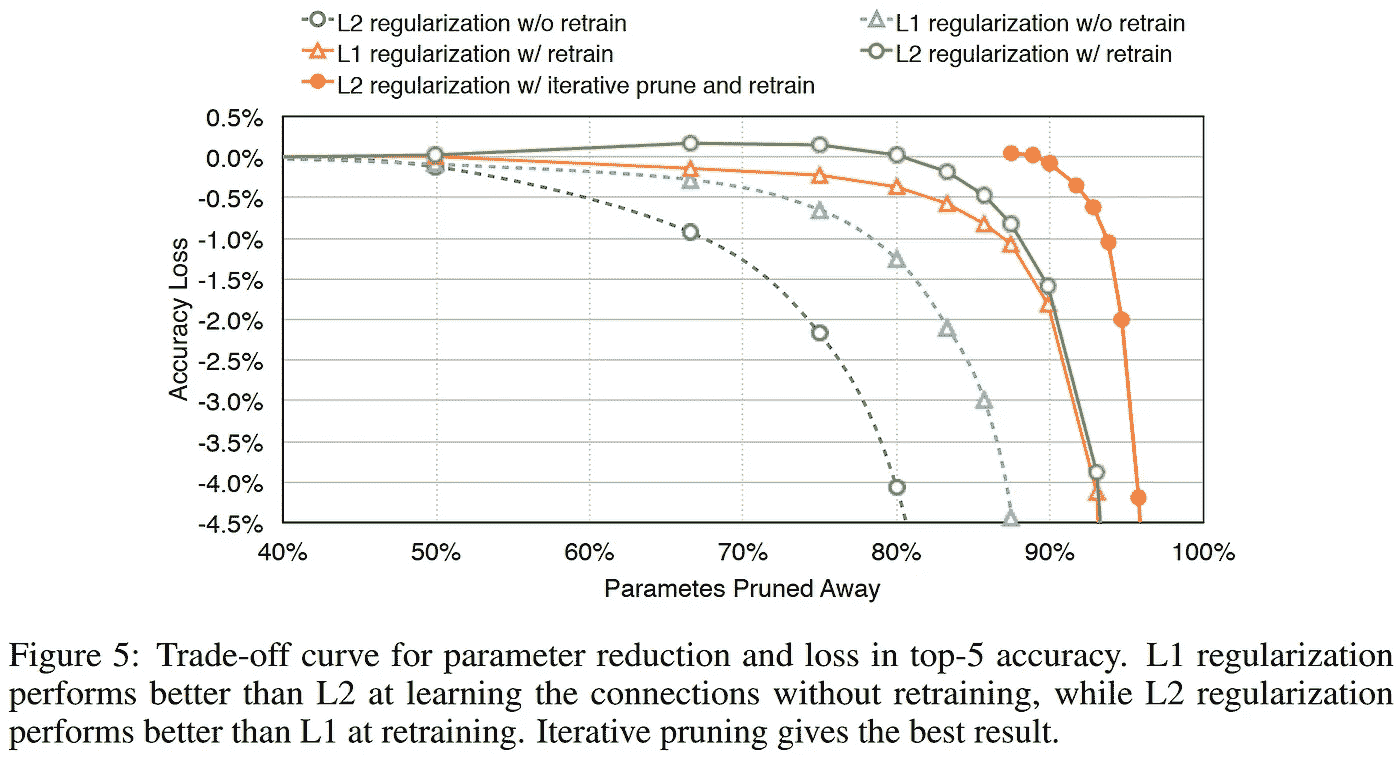 L2 regularization w/o retrain
L1 regularization w/o retrain
L1 regularization w/ retrain
L2 regularization w/ retrain
L2 regularization w/ iterative prune and retrain
0.5%
0.0%
-0.5%
-1.0%
-1.5%
-2.0%
-2.5%
-3.0%
-3.5%
-4.0%
-4.5%
Accuracy Loss
40%
50%
60%
70%
80%
90%
100%
Parametes Pruned Away
Figure 5: Trade-off curve for parameter reduction and loss in top-5 accuracy. L1 regularization
performs better than L2 at learning the connections without retraining, while L2 regularization
performs better than L1 at retraining. Iterative pruning gives the best result.